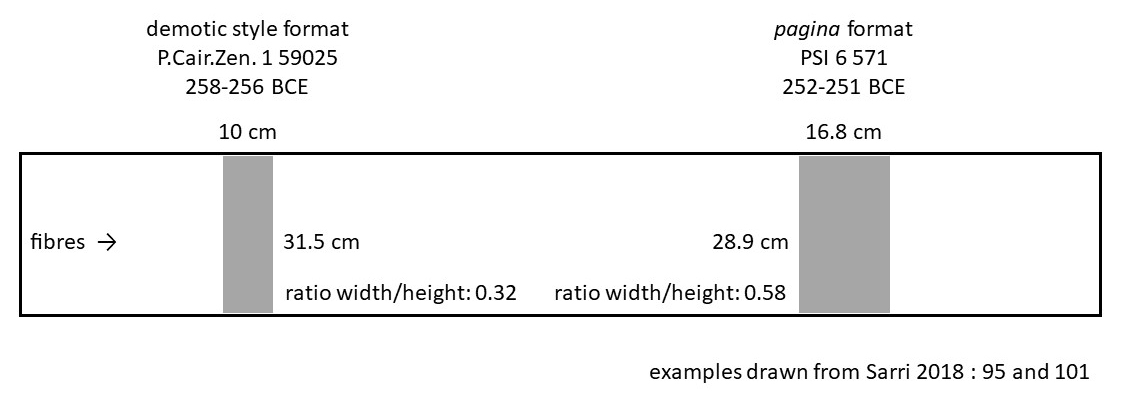 demotic style format
P.Cair.Zen. 1 59025
258-256 BCE
10 cm
pagina format
PSI 6 571
252-251 BCE
16.8 cm
fibres →
31.5 cm
ratio width/height: 0.32
28.9 cm
ratio width/height: 0.58
examples drawn from Sarri 2018 : 95 and 101